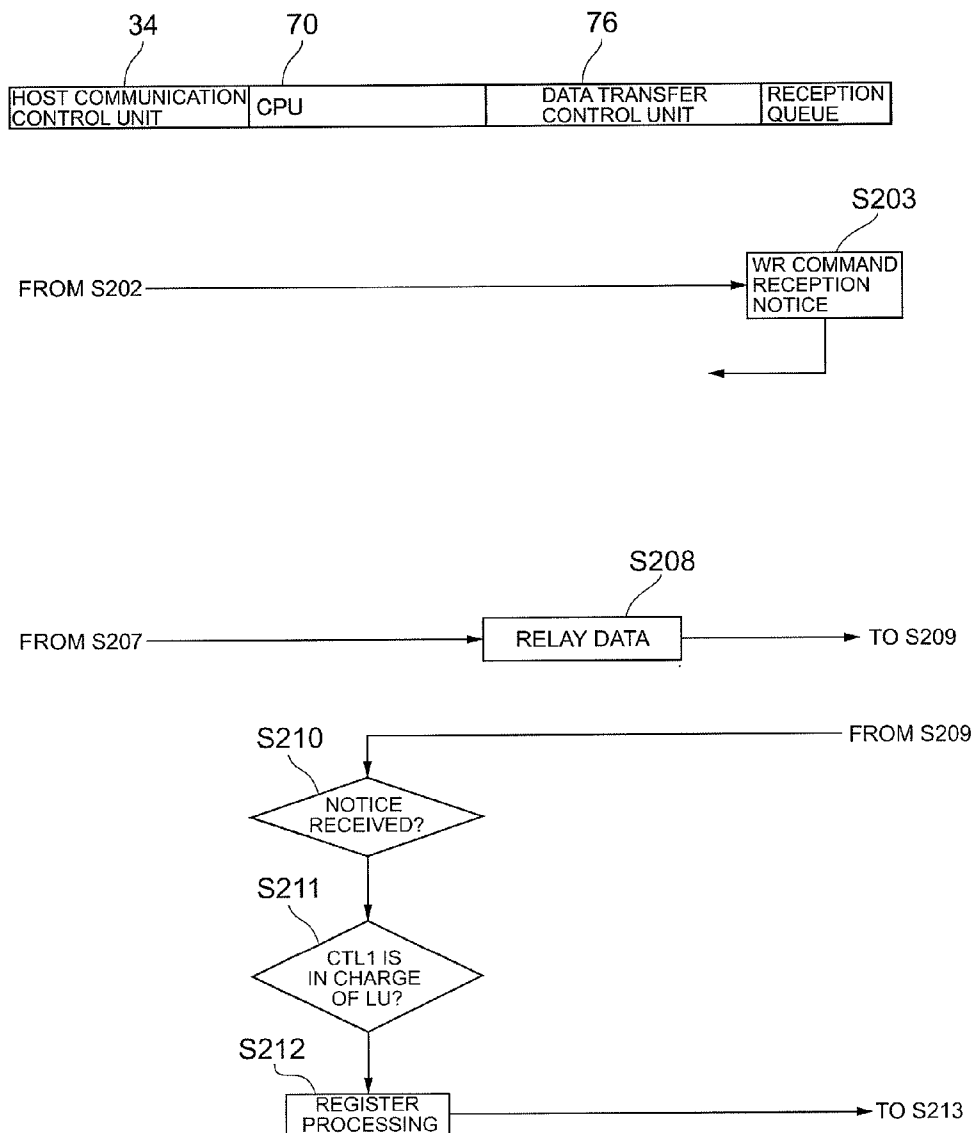 34
70
76
HOST COMMUNICATION
CONTROL UNIT
CPU
DATA TRANSFER
CONTROL UNIT
RECEPTION
QUEUE
S203
WR COMMAND
RECEPTION
NOTICE
FROM S202
S208
FROM S207
RELAY DATA
TO S209
FROM S209
S210
NOTICE
RECEIVED?
S211
CTL1 IS
IN CHARGE
OF LU?
S212
REGISTER
PROCESSING
TO S213